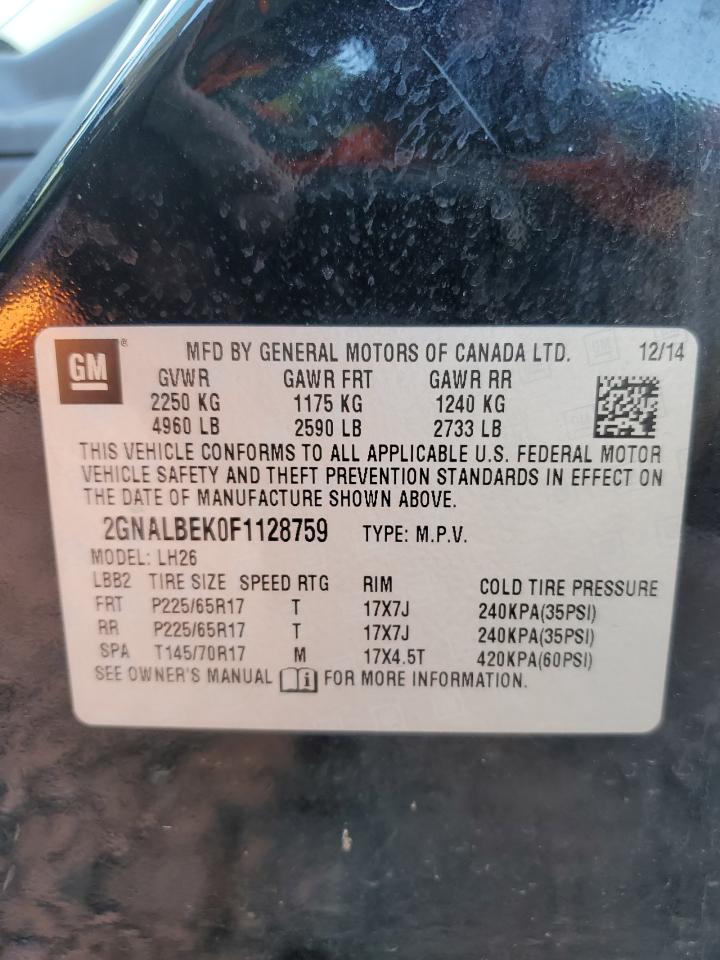 GM ® MFD BY GENERAL MOTORS OF CANADA LTD. 12/14
GVWR GAWR FRT GAWR RR
2250 KG 1175 KG 1240 KG
4960 LB 2590 LB 2733 LB
THIS VEHICLE CONFORMS TO ALL APPLICABLE U.S. FEDERAL MOTOR
VEHICLE SAFETY AND THEFT PREVENTION STANDARDS IN EFFECT ON
THE DATE OF MANUFACTURE SHOWN ABOVE.
2GNALBEK0F1128759 TYPE: M.P.V.
MODEL: LH26
LBB2 TIRE SIZE SPEED RTG RIM COLD TIRE PRESSURE
FRT P225/65R17 T 17X7J 240KPA(35PSI)
RR P225/65R17 T 17X7J 240KPA(35PSI)
SPA T145/70R17 M 17X4.5T 420KPA(60PSI)
SEE OWNER'S MANUAL i FOR MORE INFORMATION.